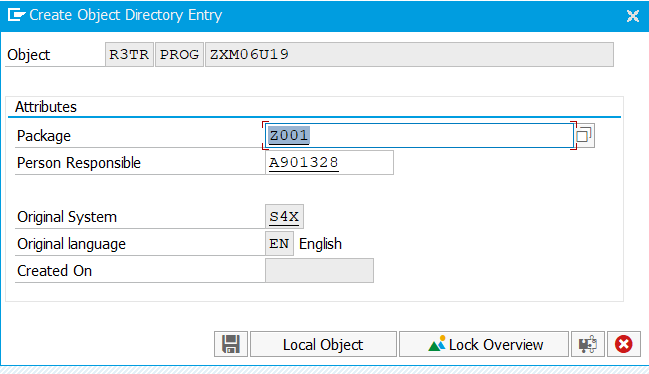 Create Object Directory Entry
Object R3TR PROG ZXM06U19
Attributes
Package Z001
Person Responsible A901328
Original System S4X
Original language EN English
Created On
Local Object Lock Overview